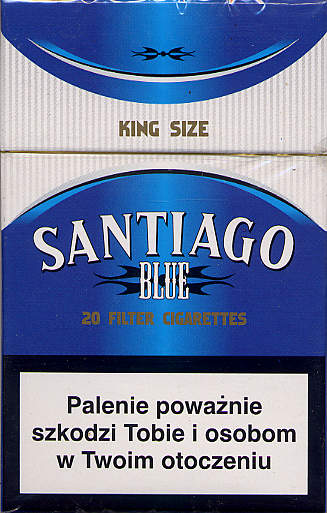 KING SIZE
SANTIAGO
BLUE
20 FILTER CIGARETTES
Palenie poważnie
szkodzi Tobie i osobom
w Twoim otoczeniu